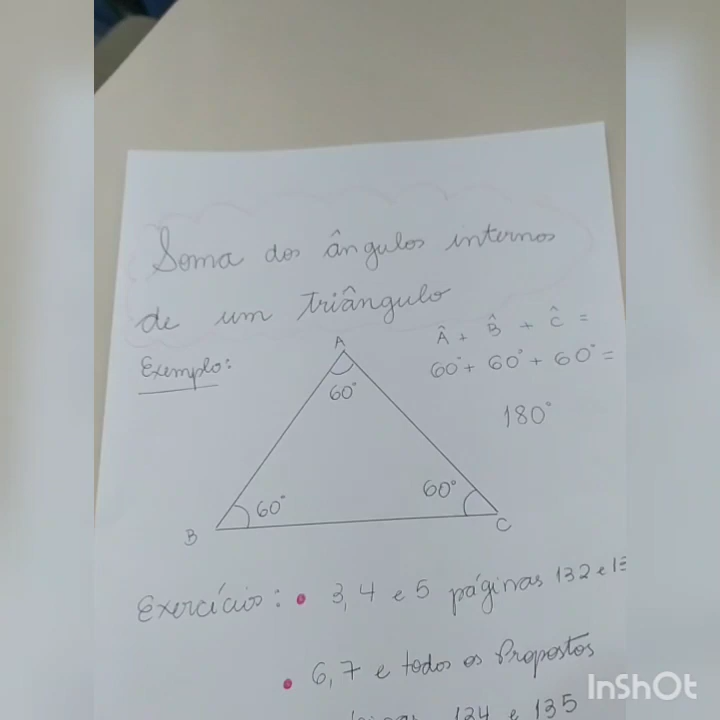 Soma dos ângulos internos
de um triângulo
Exemplo:
A
60°
B
60°
60°
C
Â + B̂ + Ĉ =
60° + 60° + 60° =
180°
Exercícios: • 3, 4 e 5 páginas 132 e
• 6, 7 e todos os Propostos
134 e 135
InShOt